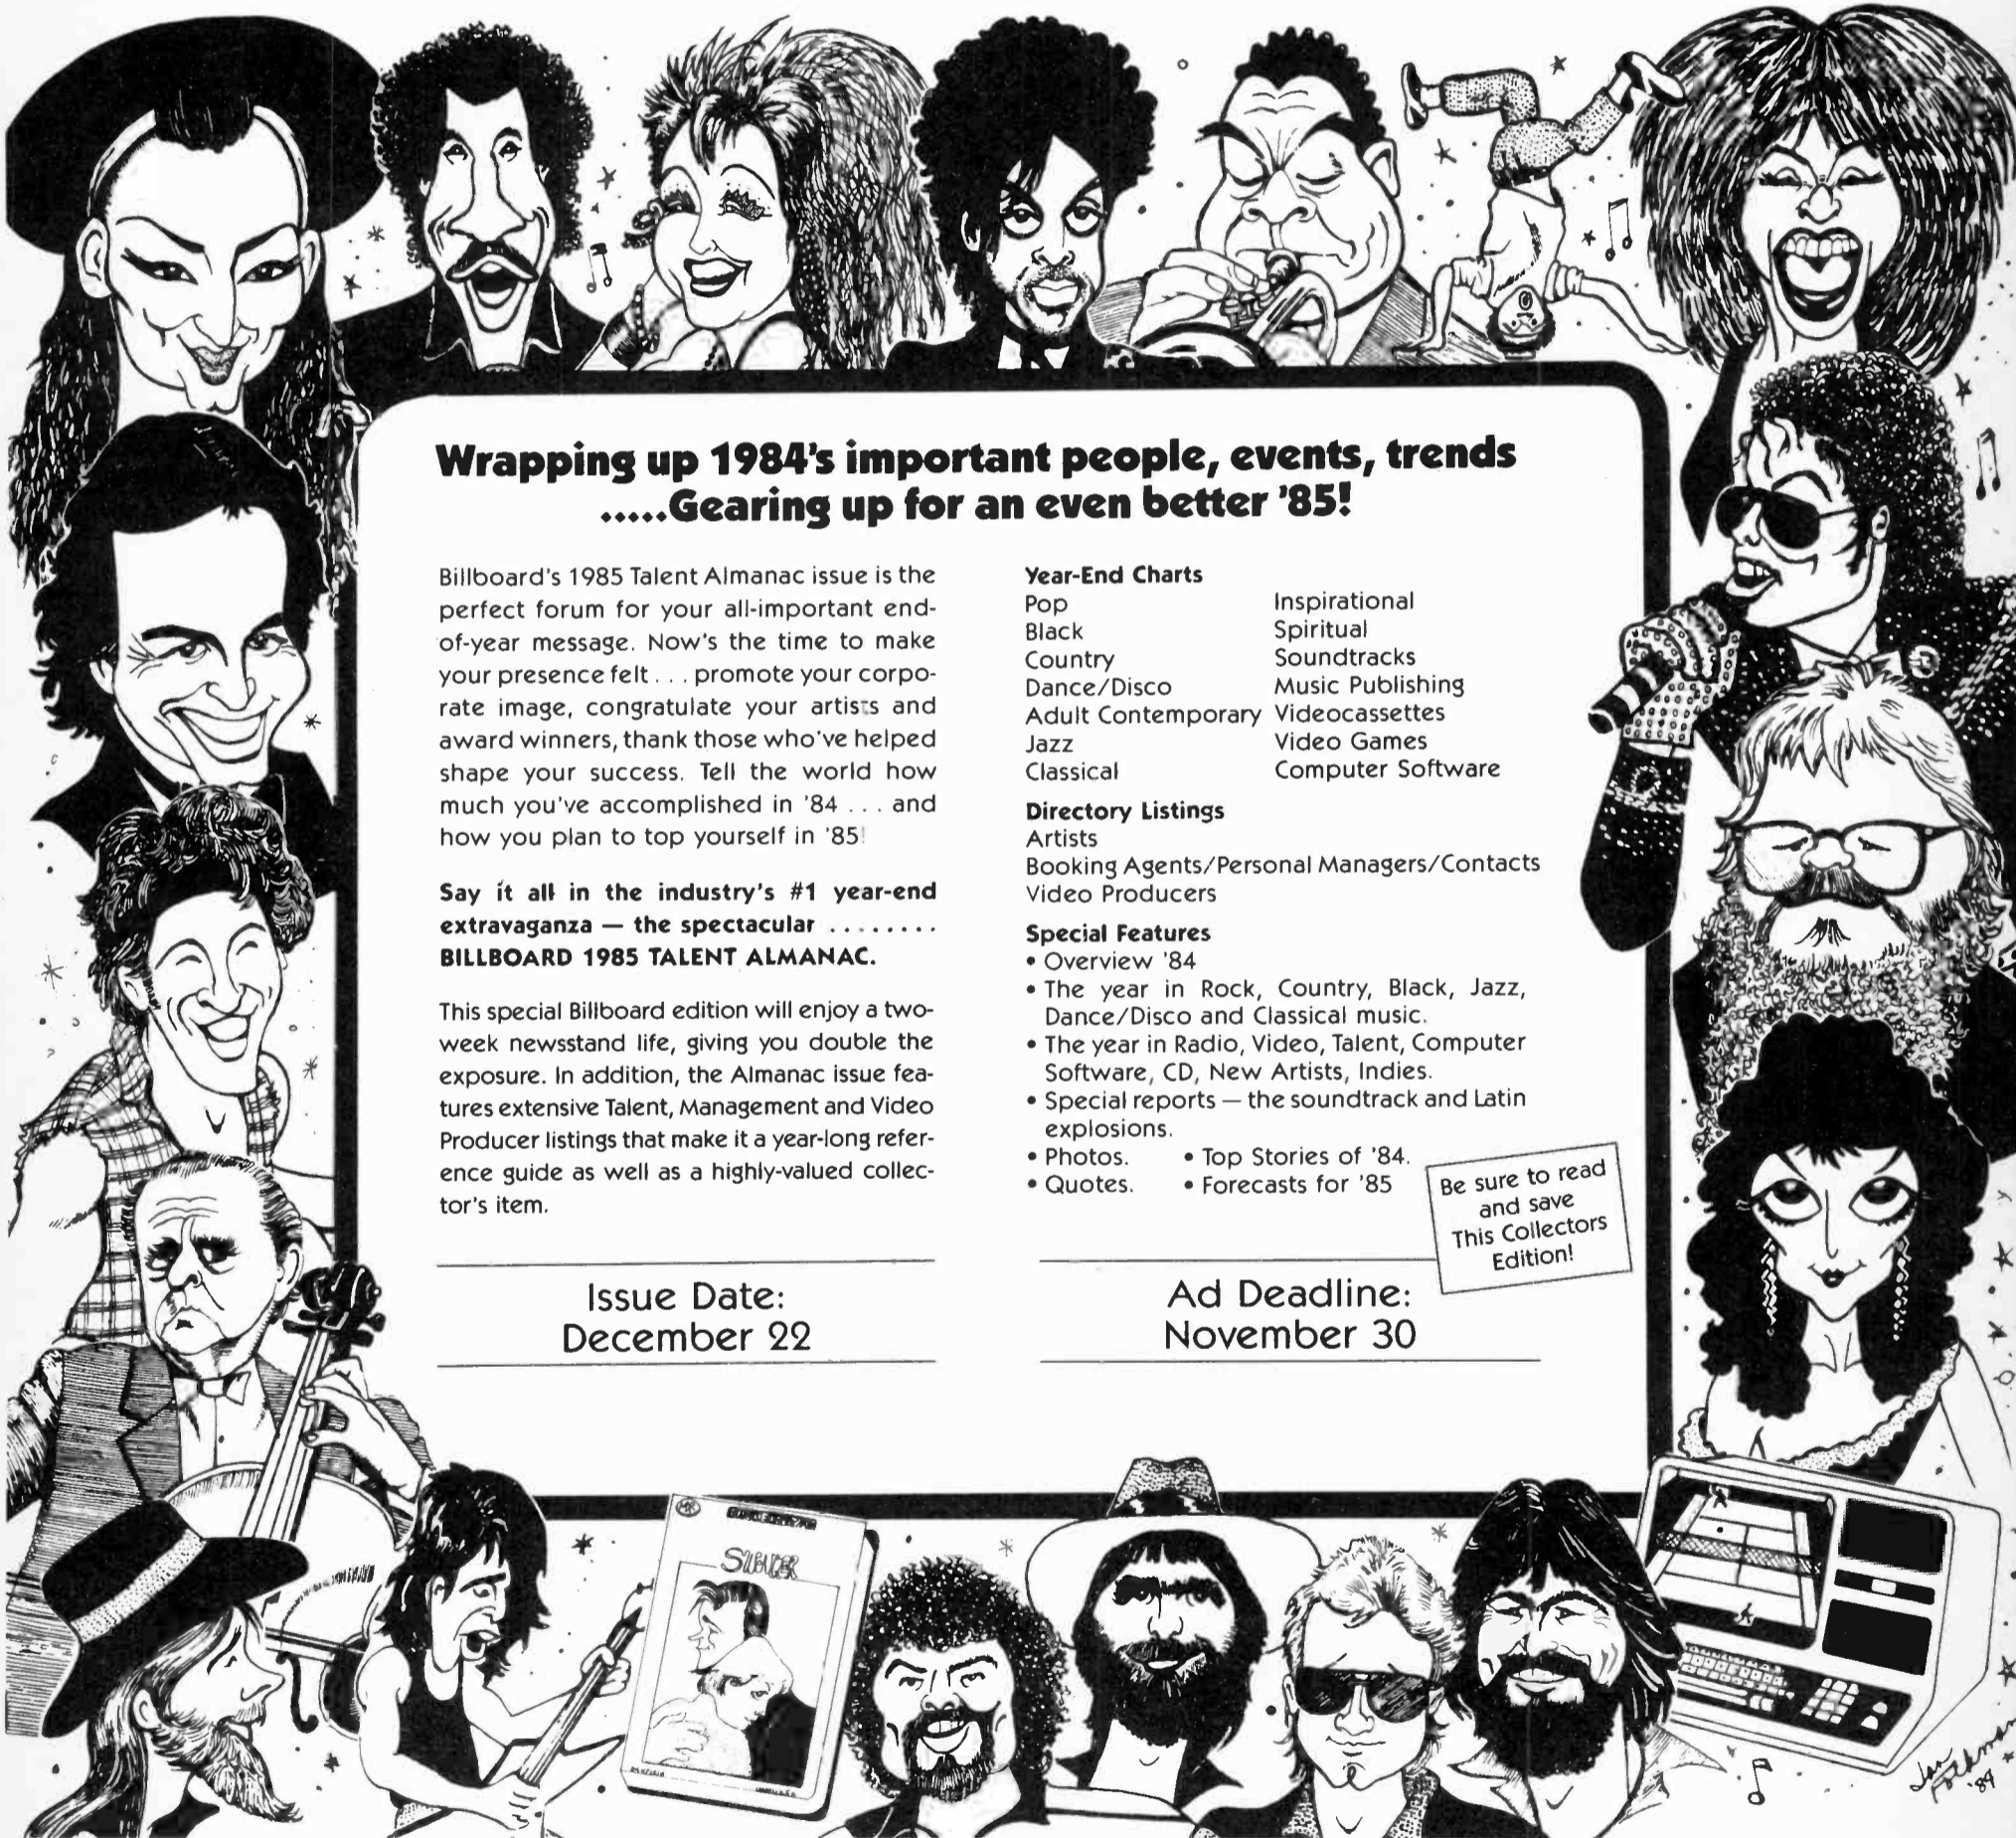 Wrapping up 1984's important people, events, trends
.....Gearing up for an even better '85!
Billboard's 1985 Talent Almanac issue is the
perfect forum for your all-important end-
of-year message. Now's the time to make
your presence felt . . . promote your corpo-
rate image, congratulate your artists and
award winners, thank those who've helped
shape your success. Tell the world how
much you've accomplished in '84 . . . and
how you plan to top yourself in '85!
Say it all in the industry's #1 year-end
extravaganza — the spectacular ........
BILLBOARD 1985 TALENT ALMANAC.
This special Billboard edition will enjoy a two-
week newsstand life, giving you double the
exposure. In addition, the Almanac issue fea-
tures extensive Talent, Management and Video
Producer listings that make it a year-long refer-
ence guide as well as a highly-valued collec-
tor's item.
Issue Date:
December 22
Year-End Charts
Pop
Black
Country
Dance/Disco
Adult Contemporary
Jazz
Classical
Inspirational
Spiritual
Soundtracks
Music Publishing
Videocassettes
Video Games
Computer Software
Directory Listings
Artists
Booking Agents/Personal Managers/Contacts
Video Producers
Special Features
• Overview '84
• The year in Rock, Country, Black, Jazz,
Dance/Disco and Classical music.
• The year in Radio, Video, Talent, Computer
Software, CD, New Artists, Indies.
• Special reports — the soundtrack and Latin
explosions.
• Photos. • Top Stories of '84.
• Quotes. • Forecasts for '85
Be sure to read
and save
This Collectors
Edition!
Ad Deadline:
November 30
'84